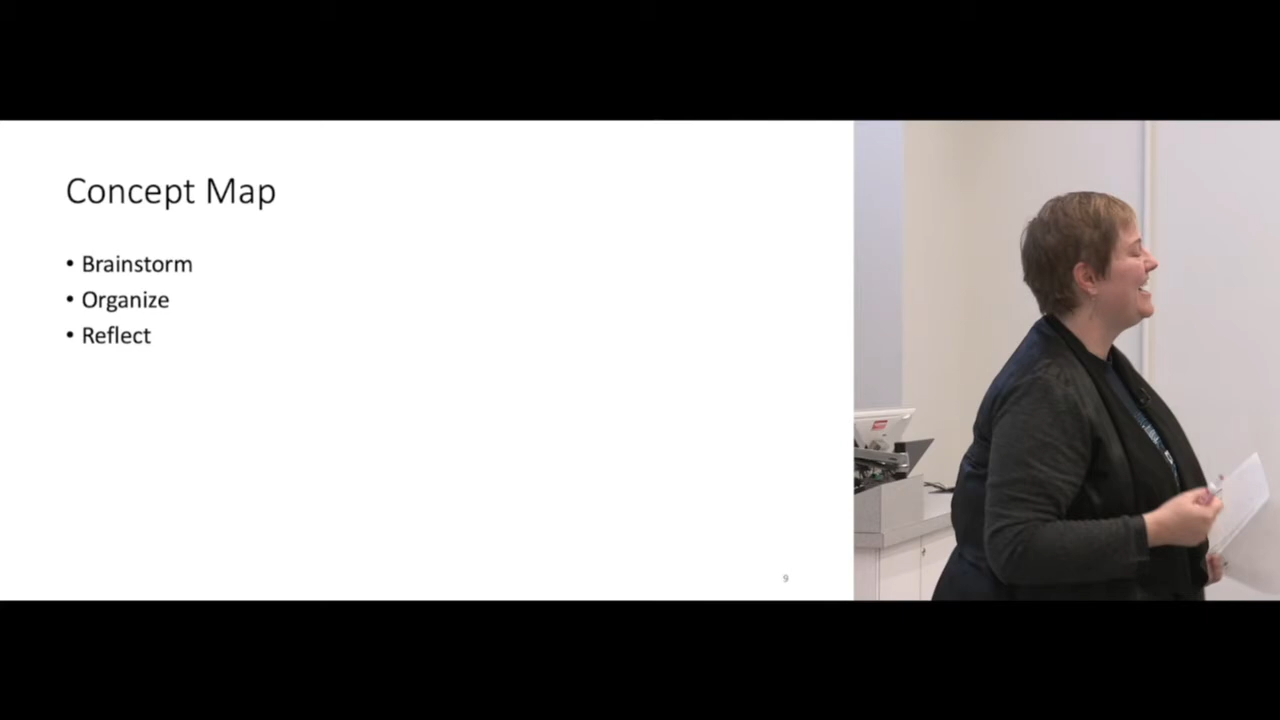 Concept Map
• Brainstorm
• Organize
• Reflect
9